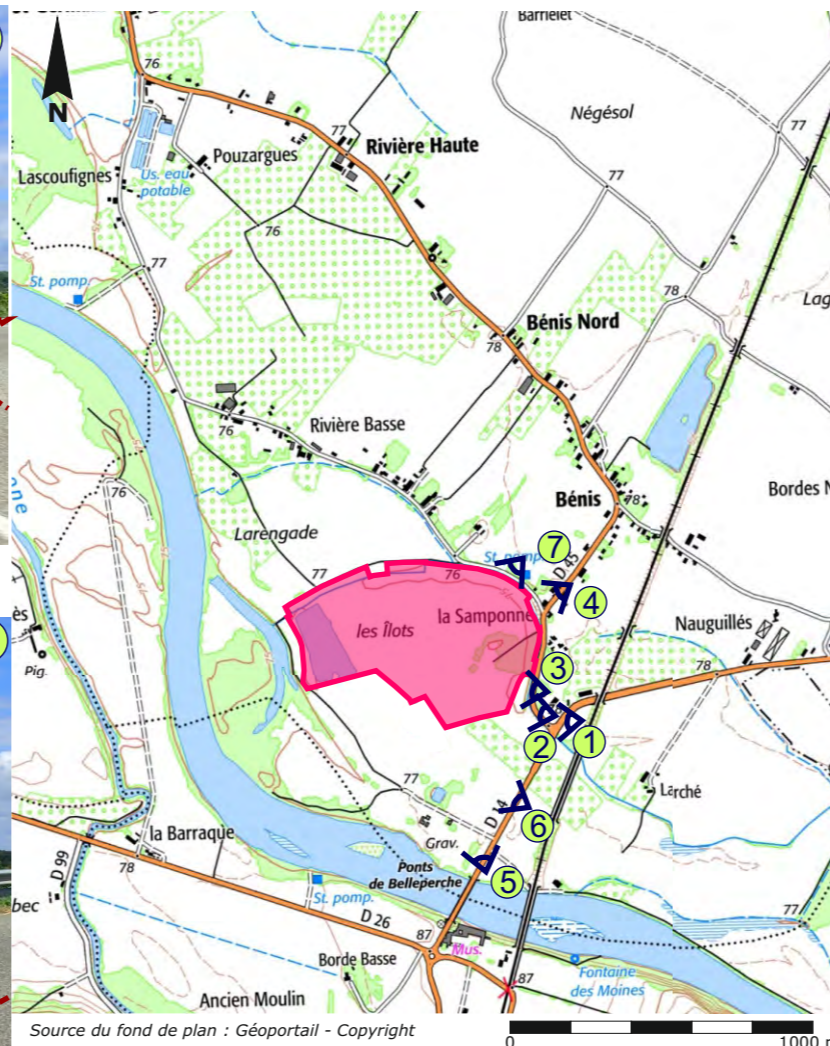 Barrielet
N
76
Négésol
77
77
Rivière Haute
Pouzargues
Lascoufignes
Us. eau
potable
76
77
77
78
St. pomp.
Bénis Nord
78
Rivière Basse
76
Bénis
78
76
Larengade
Bordes N
St. pomp.
D 45
7
77
76
4
la Samponne
les Îlots
Nauguillés
Pig.
3
78
1
2
77
Larché
6
la Barraque
Grav.
78
D 99
Ponts
de Belleperche
5
St. pomp.
77
D 26
87
Mus.
Borde Basse
87
Fontaine
des Moines
Ancien Moulin
Source du fond de plan : Géoportail - Copyright
0